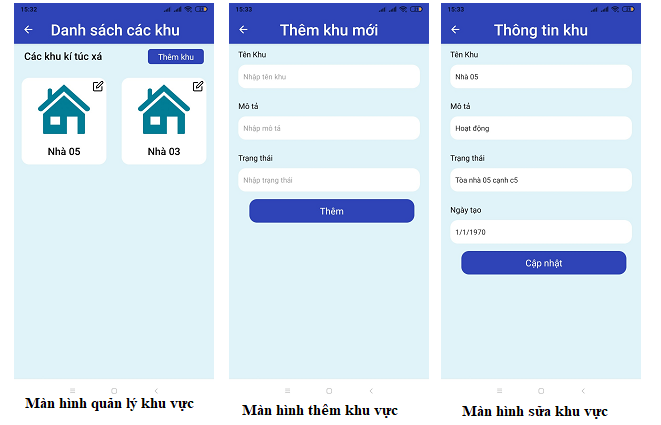 15:32
Danh sách các khu
Các khu kí túc xá
Thêm khu
Nhà 05
Nhà 03
Màn hình quản lý khu vực
15:33
Thêm khu mới
Tên Khu
Nhập tên khu
Mô tả
Nhập mô tả
Trạng thái
Nhập trạng thái
Thêm
Màn hình thêm khu vực
15:33
Thông tin khu
Tên Khu
Nhà 05
Mô tả
Hoạt động
Trạng thái
Tòa nhà 05 cạnh c5
Ngày tạo
1/1/1970
Cập nhật
Màn hình sữa khu vực